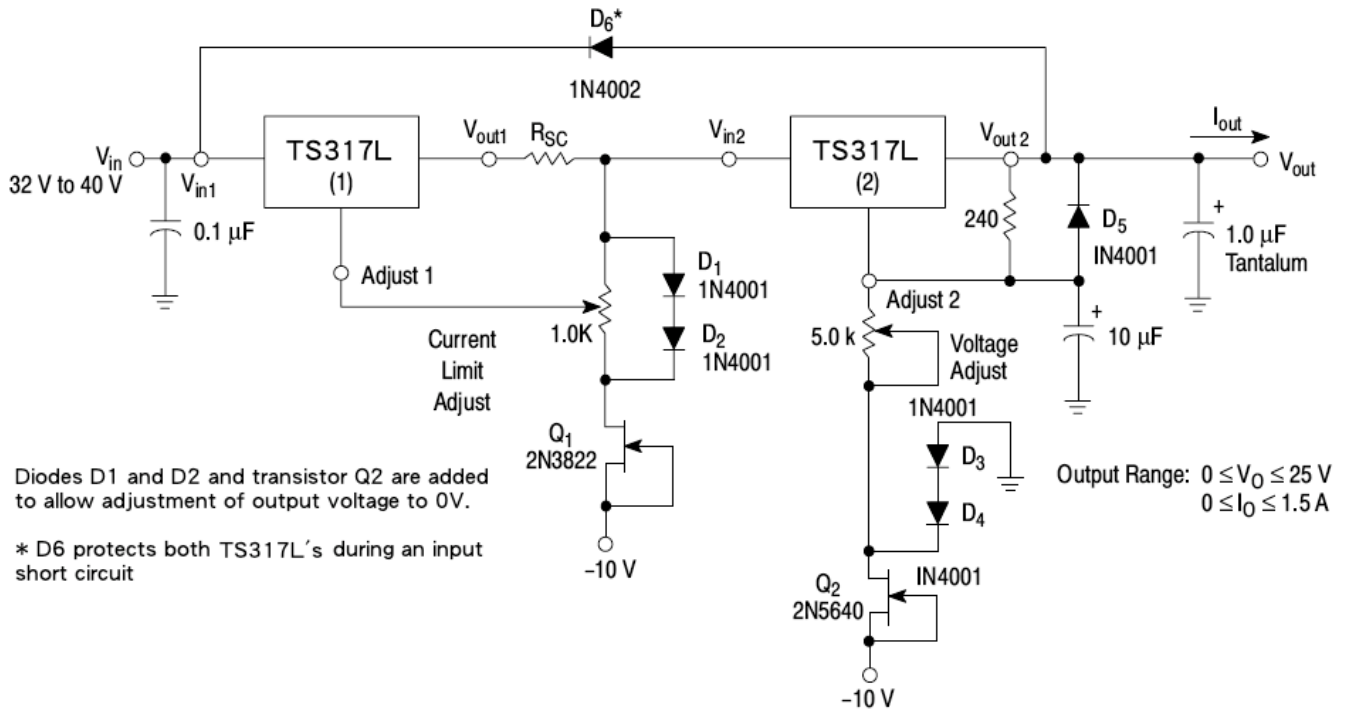 D6*
1N4002
Vin
32 V to 40 V
Vin1
0.1 µF
TS317L
(1)
Vout1
RSC
Vin2
TS317L
(2)
Vout 2
Iout
Vout
Adjust 1
Current
Limit
Adjust
1.0K
D1
1N4001
D2
1N4001
240
D5
IN4001
+
1.0 µF
Tantalum
Adjust 2
5.0 k
Voltage
Adjust
+
10 µF
1N4001
D3
D4
IN4001
Q1
2N3822
–10 V
Q2
2N5640
–10 V
Output Range: 0 ≤ VO ≤ 25 V
0 ≤ IO ≤ 1.5 A
Diodes D1 and D2 and transistor Q2 are added
to allow adjustment of output voltage to 0V.
* D6 protects both TS317L's during an input
short circuit